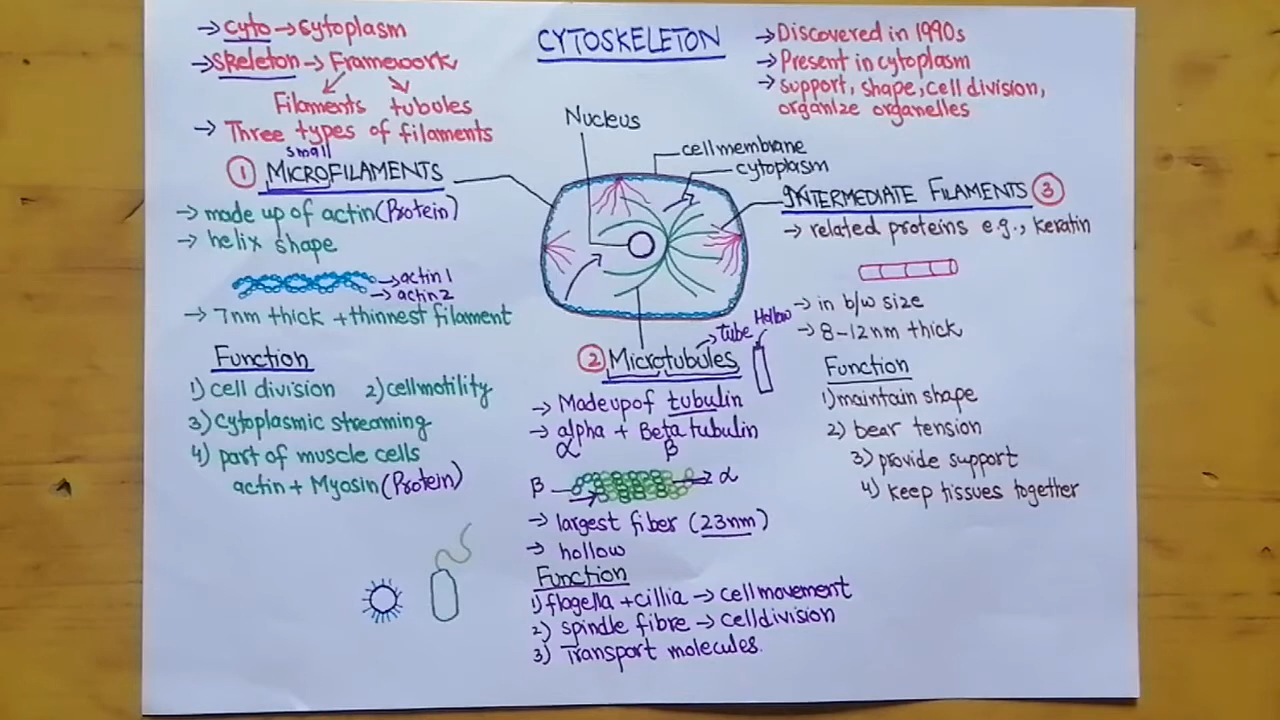 CYTOSKELETON
→ Cyto → Cytoplasm
→ Skeleton → Framework
Filaments tubules
→ Three types of filaments
→ Discovered in 1990s
→ Present in cytoplasm
→ support, shape, cell division,
organize organelles
Nucleus
cell membrane
cytoplasm
small
① MICROFILAMENTS
→ made up of actin (Protein)
→ helix shape
→ actin 1
→ actin 2
→ 7nm thick + thinnest filament
Function
1) cell division 2) cell motility
3) Cytoplasmic streaming
4) part of muscle cells
actin + Myosin (Protein)
② Microtubules
→ tube
Hollow
→ Made up of tubulin
→ alpha + Beta tubulin
α β
β α
→ largest fiber (23nm)
→ hollow
Function
1) flagella + cillia → cell movement
2) spindle fibre → cell division
3) Transport molecules.
INTERMEDIATE FILAMENTS ③
→ related proteins e.g., keratin
→ in b/w size
→ 8-12nm thick
Function
1) maintain shape
2) bear tension
3) provide support
4) keep tissues together